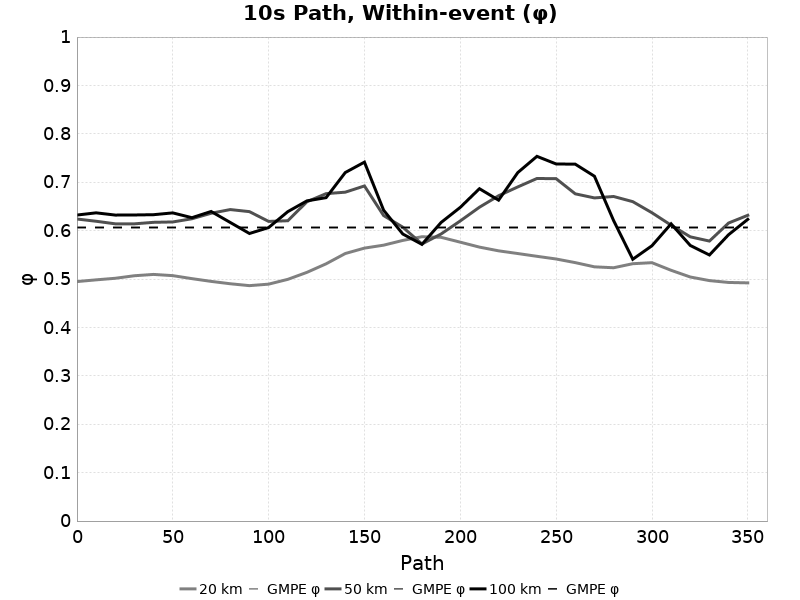 10s Path, Within-event (φ)
1
0.9
0.8
0.7
0.6
0.5
0.4
0.3
0.2
0.1
0
φ
0 50 100 150 200 250 300 350
Path
20 km GMPE φ 50 km GMPE φ 100 km GMPE φ